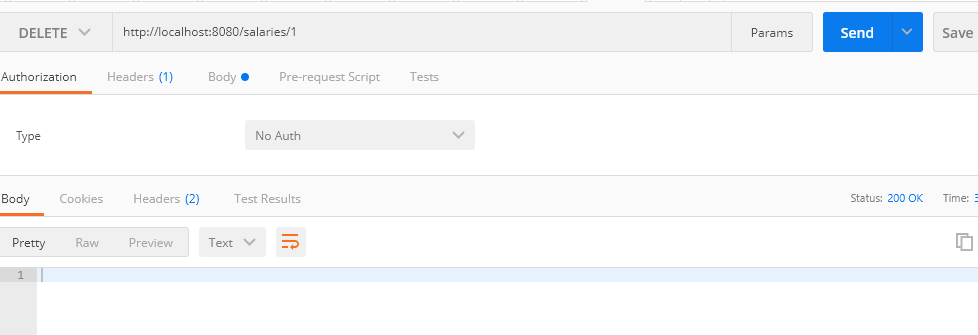 DELETE http://localhost:8080/salaries/1 Params Send Save
Authorization Headers (1) Body Pre-request Script Tests
Type No Auth
Body Cookies Headers (2) Test Results Status: 200 OK Time: 3
Pretty Raw Preview Text
1